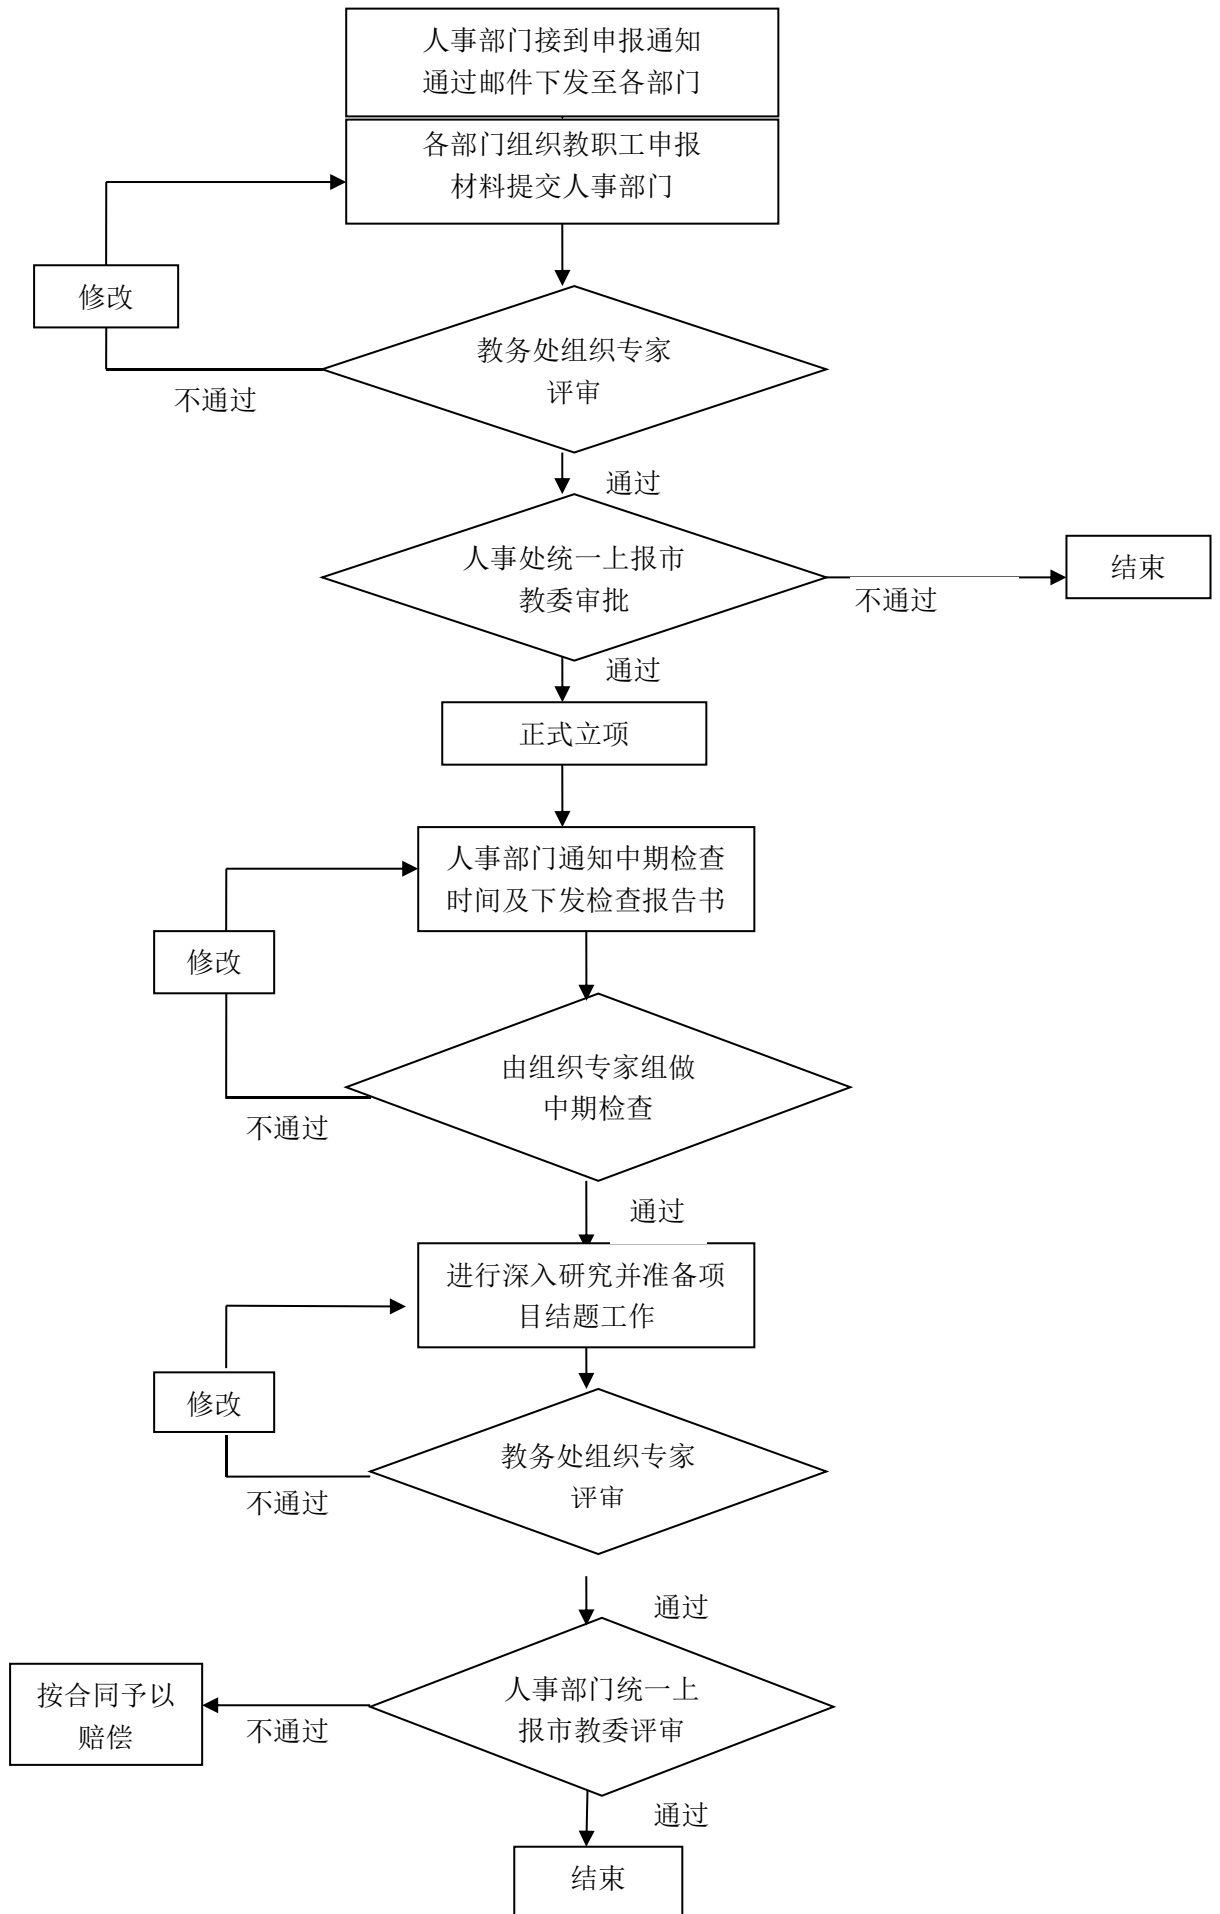 人事部门接到申报通知
通过邮件下发至各部门
各部门组织教职工申报
材料提交人事部门
修改
教务处组织专家
评审
不通过
通过
人事处统一上报市
教委审批
结束
不通过
通过
正式立项
人事部门通知中期检查
时间及下发检查报告书
修改
由组织专家组做
中期检查
不通过
通过
进行深入研究并准备项
目结题工作
修改
教务处组织专家
评审
不通过
通过
人事部门统一上
报市教委评审
按合同予以
赔偿
不通过
通过
结束